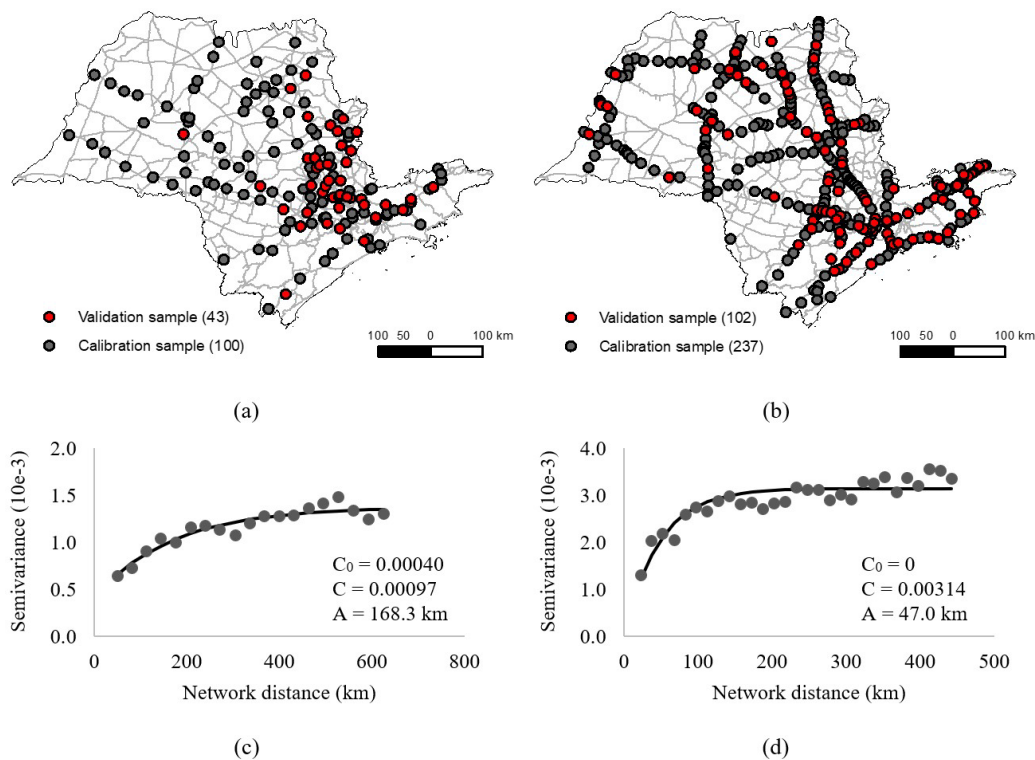 Validation sample (43)
Calibration sample (100)
100 50 0 100 km
Validation sample (102)
Calibration sample (237)
100 50 0 100 km
(a)
(b)
Semivariance (10e-3)
2.0
1.5
1.0
0.5
0.0
C₀ = 0.00040
C = 0.00097
A = 168.3 km
0 200 400 600 800
Network distance (km)
Semivariance (10e-3)
4.0
3.0
2.0
1.0
0.0
C₀ = 0
C = 0.00314
A = 47.0 km
0 100 200 300 400 500
Network distance (km)
(c)
(d)